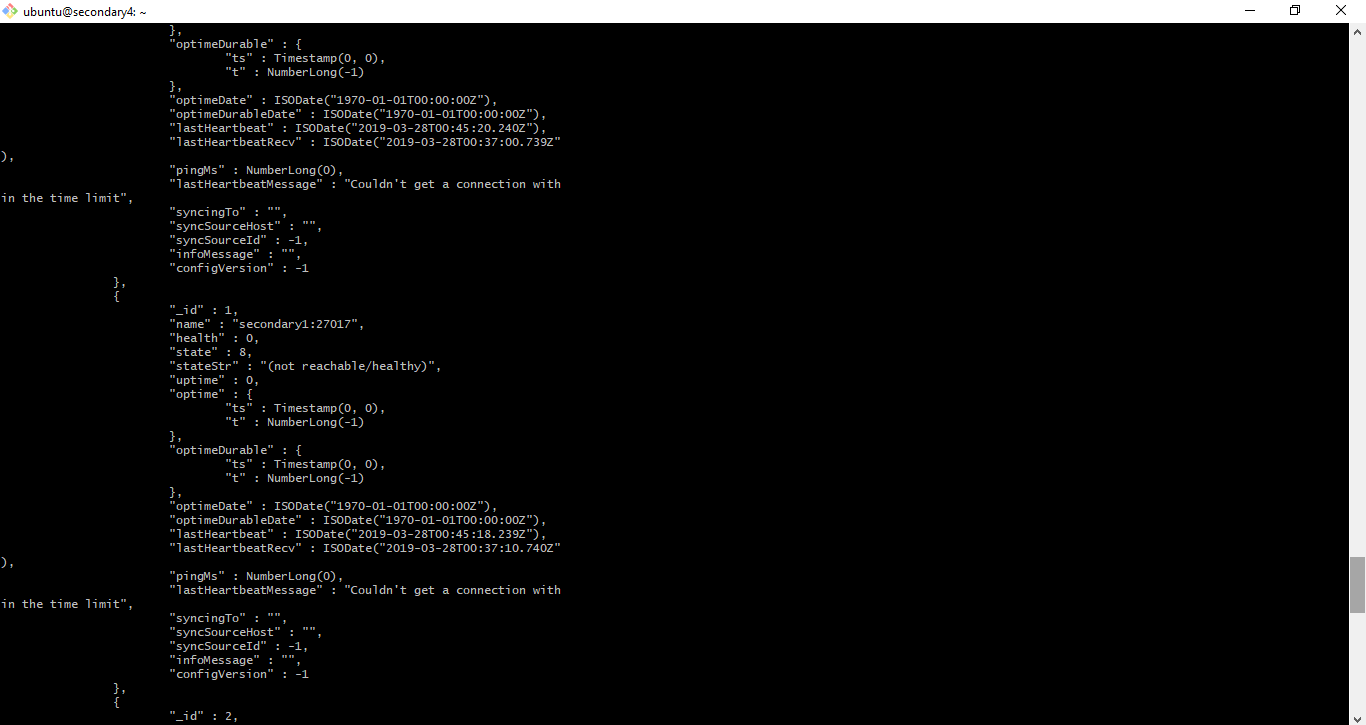 ubuntu@secondary4: ~
},
"optimeDurable" : {
"ts" : Timestamp(0, 0),
"t" : NumberLong(-1)
},
"optimeDate" : ISODate("1970-01-01T00:00:00Z"),
"optimeDurableDate" : ISODate("1970-01-01T00:00:00Z"),
"lastHeartbeat" : ISODate("2019-03-28T00:45:20.240Z"),
"lastHeartbeatRecv" : ISODate("2019-03-28T00:37:00.739Z"
),
"pingMs" : NumberLong(0),
"lastHeartbeatMessage" : "Couldn't get a connection with
in the time limit",
"syncingTo" : "",
"syncSourceHost" : "",
"syncSourceId" : -1,
"infoMessage" : "",
"configVersion" : -1
},
{
"_id" : 1,
"name" : "secondary1:27017",
"health" : 0,
"state" : 8,
"stateStr" : "(not reachable/healthy)",
"uptime" : 0,
"optime" : {
"ts" : Timestamp(0, 0),
"t" : NumberLong(-1)
},
"optimeDurable" : {
"ts" : Timestamp(0, 0),
"t" : NumberLong(-1)
},
"optimeDate" : ISODate("1970-01-01T00:00:00Z"),
"optimeDurableDate" : ISODate("1970-01-01T00:00:00Z"),
"lastHeartbeat" : ISODate("2019-03-28T00:45:18.239Z"),
"lastHeartbeatRecv" : ISODate("2019-03-28T00:37:10.740Z"
),
"pingMs" : NumberLong(0),
"lastHeartbeatMessage" : "Couldn't get a connection with
in the time limit",
"syncingTo" : "",
"syncSourceHost" : "",
"syncSourceId" : -1,
"infoMessage" : "",
"configVersion" : -1
},
{
"_id" : 2,